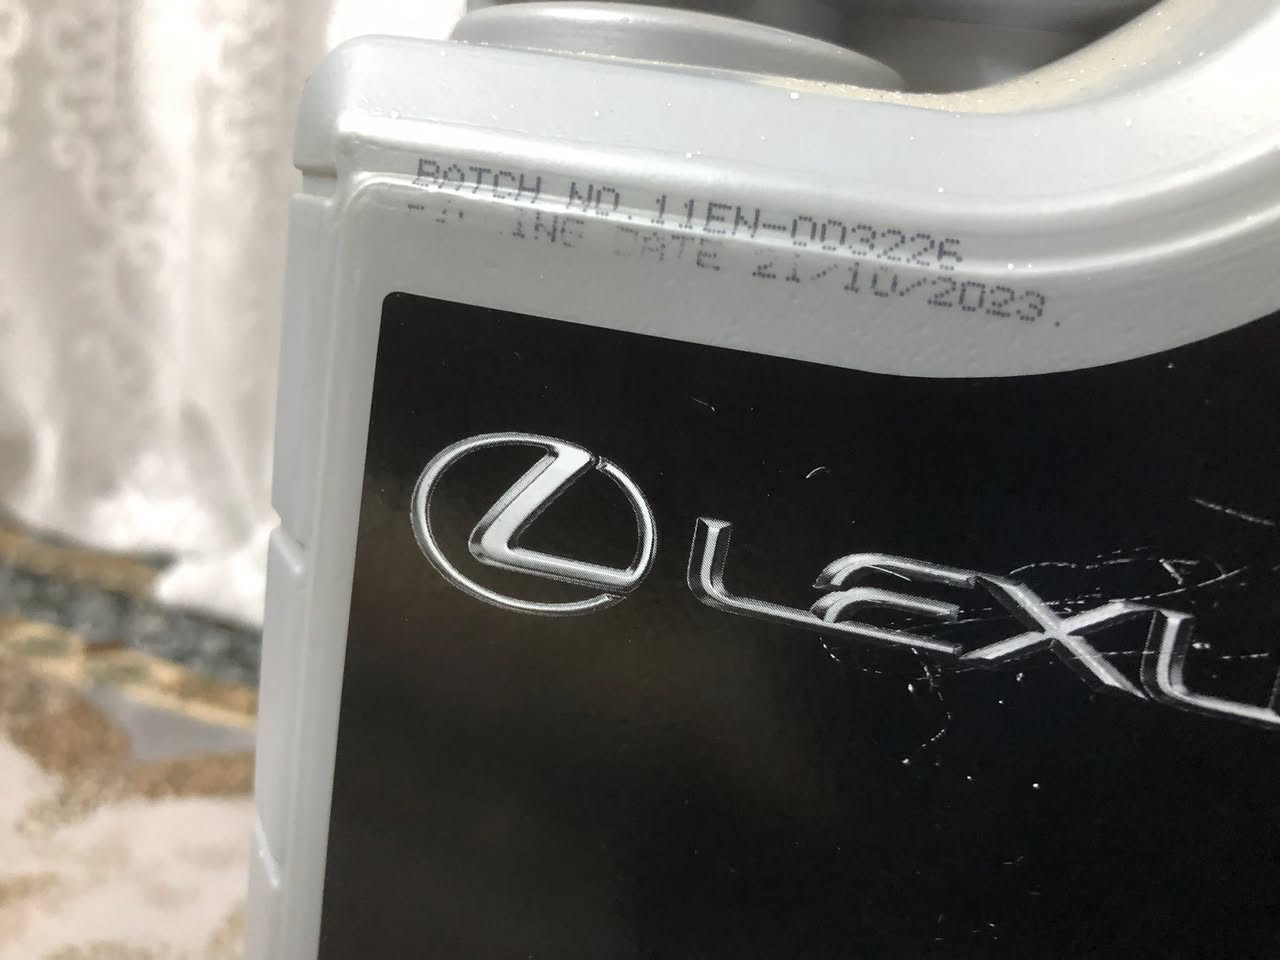 BATCH NO. 11EN-003226
DATE 21/10/2023.
LEXU